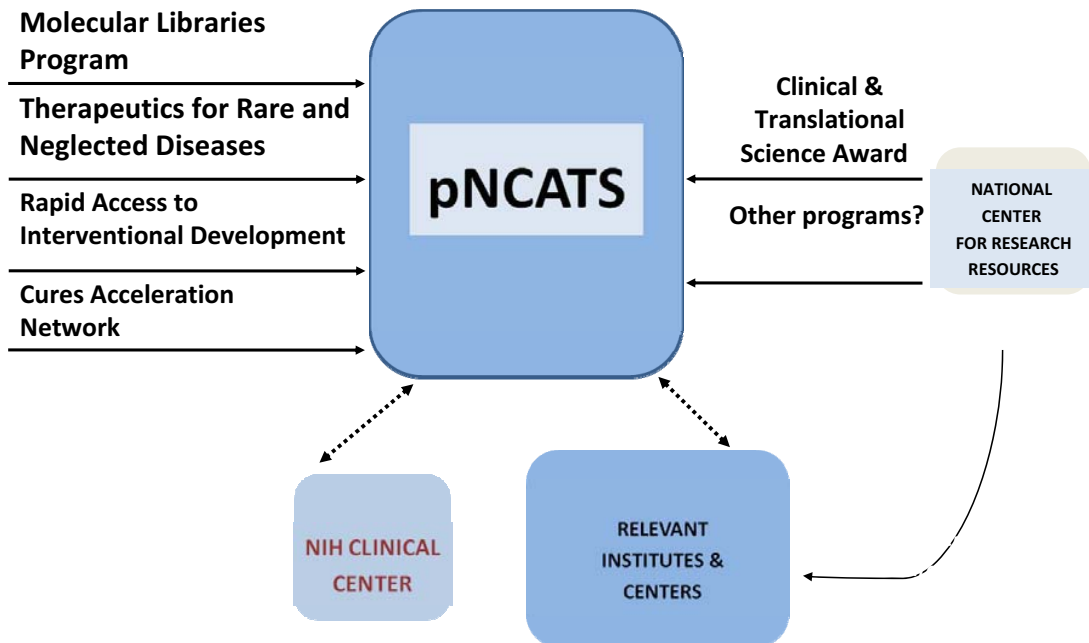 Molecular Libraries
Program
Therapeutics for Rare and
Neglected Diseases
Rapid Access to
Interventional Development
Cures Acceleration
Network
pNCATS
Clinical &
Translational
Science Award
Other programs?
NATIONAL
CENTER
FOR RESEARCH
RESOURCES
NIH CLINICAL
CENTER
RELEVANT
INSTITUTES &
CENTERS